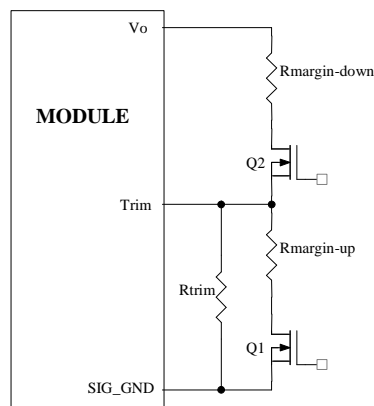 Vo
Rmargin-down
MODULE
Q2
Trim
Rmargin-up
Rtrim
Q1
SIG_GND